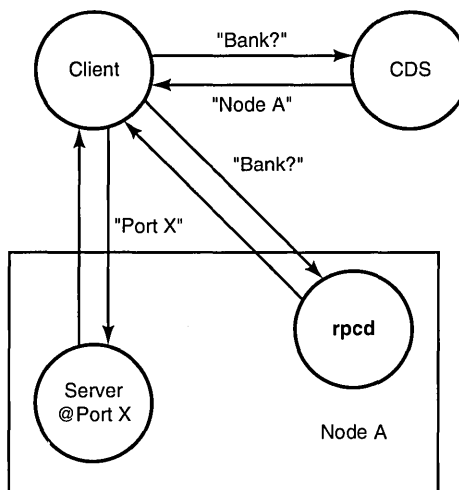 "Bank?"
Client
CDS
"Node A"
"Bank?"
"Port X"
rpcd
Server
@Port X
Node A